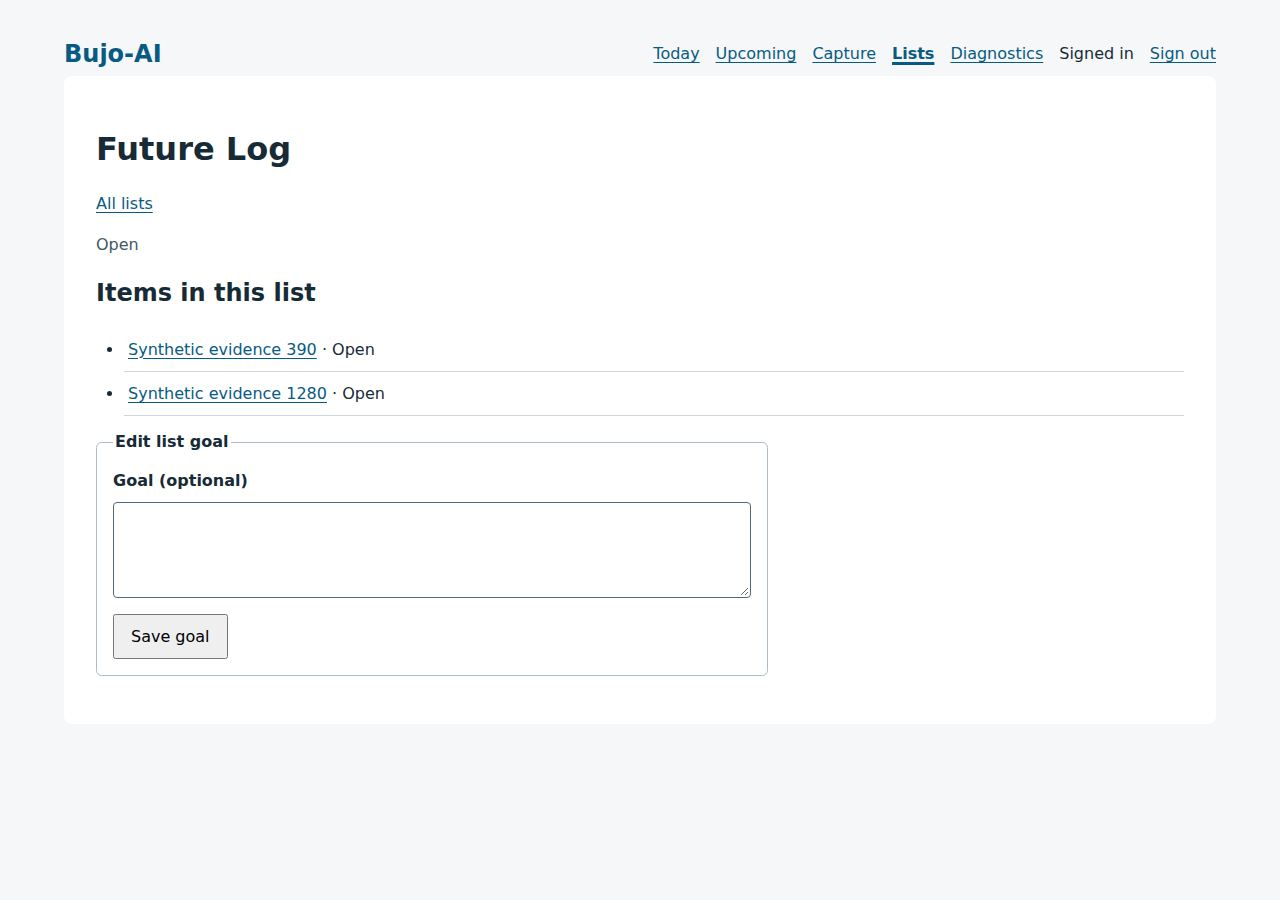 Bujo-AI
Today Upcoming Capture Lists Diagnostics Signed in Sign out
Future Log
All lists
Open
Items in this list
• Synthetic evidence 390 · Open
• Synthetic evidence 1280 · Open
Edit list goal
Goal (optional)
Save goal